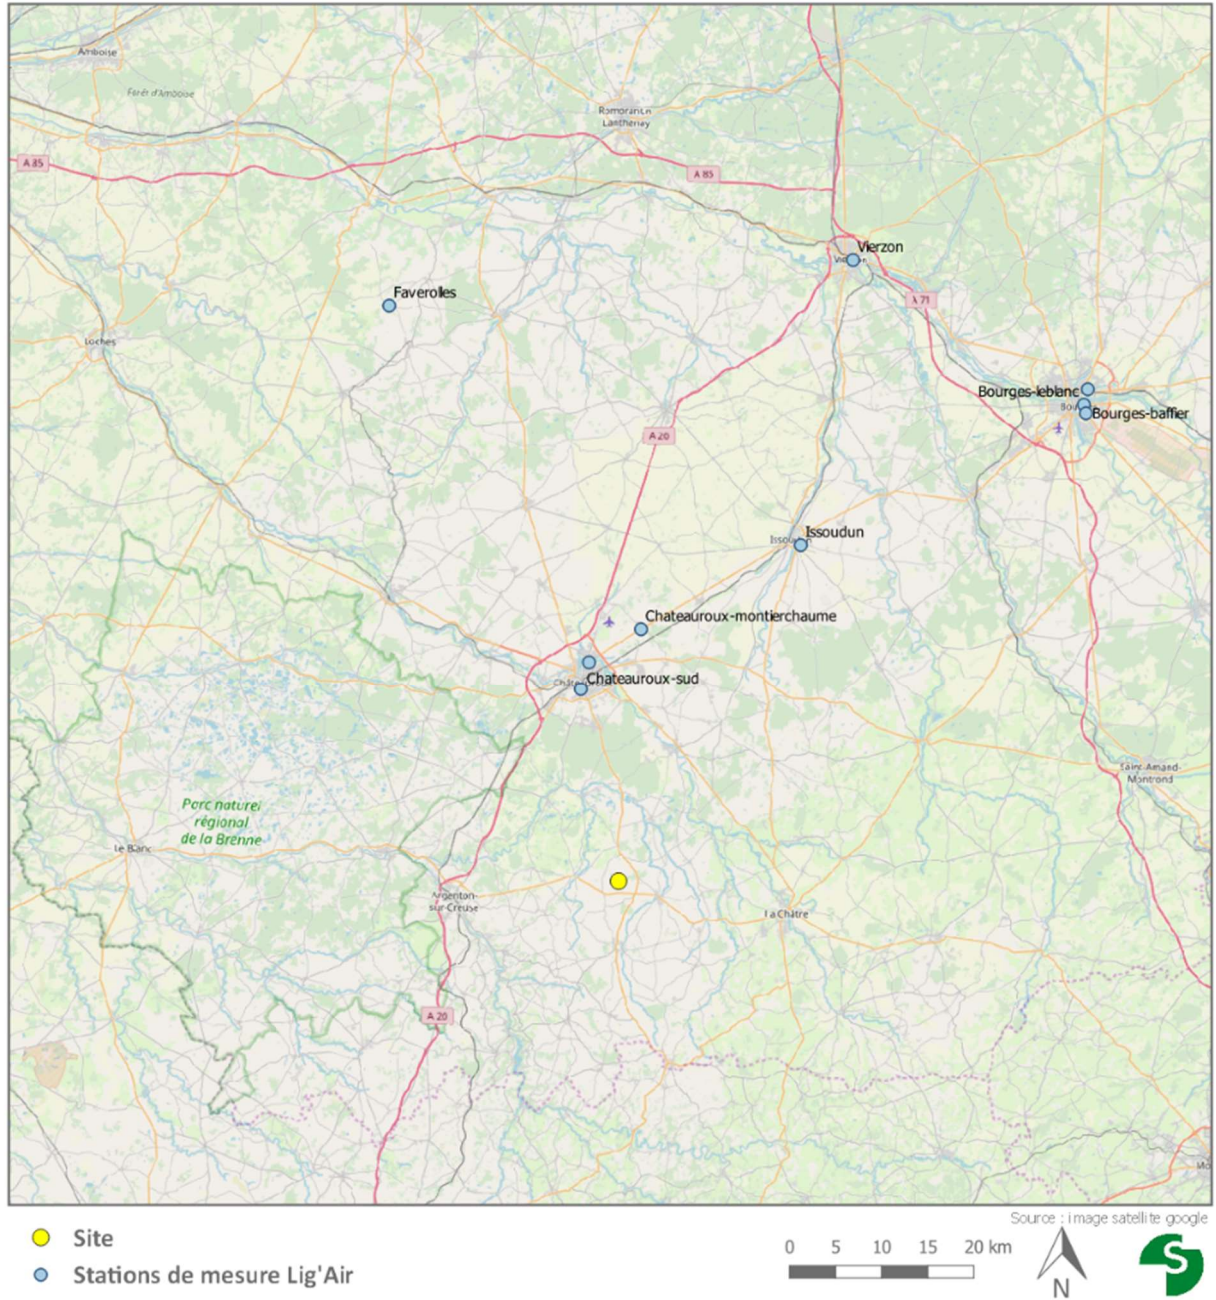 Amboise
Forêt d'Amboise
Romorantin
Lanthenay
A 85
A 85
Vierzon
Faverolles
A 71
Loches
Bourges-leblanc
Bourges-baffier
A 20
Issoudun
Chateauroux-montierchaume
Chateauroux-sud
Saint-Amand-
Montrond
Parc naturel
régional
de la Brenne
Le Blanc
Argenton-
sur-Creuse
La Châtre
A 20
Source : image satellite google
Site
Stations de mesure Lig'Air
0 5 10 15 20 km
N
S